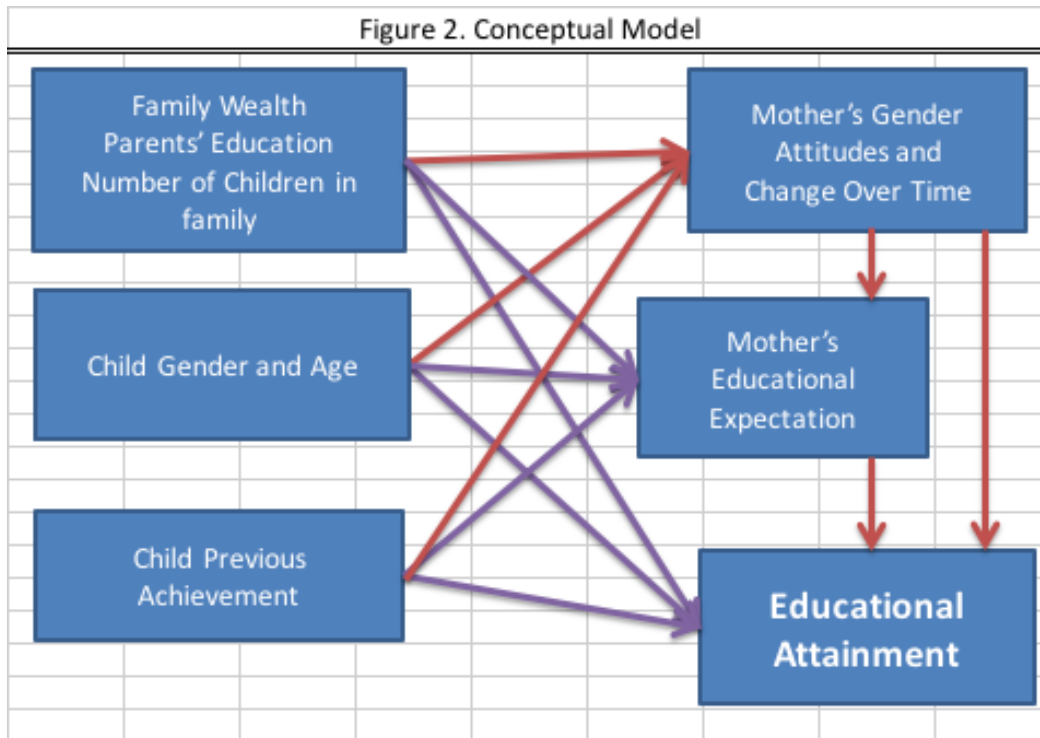 Figure 2. Conceptual Model
Family Wealth
Parents’ Education
Number of Children in
family
Mother’s Gender
Attitudes and
Change Over Time
Child Gender and Age
Mother’s
Educational
Expectation
Child Previous
Achievement
Educational
Attainment